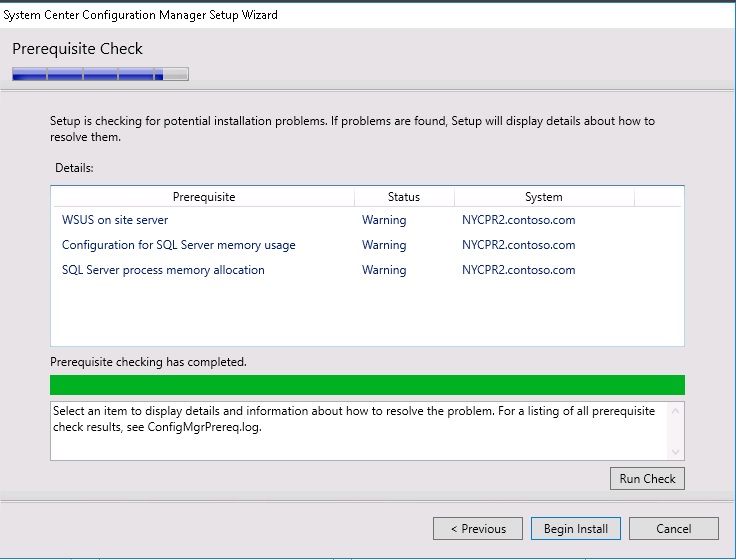 System Center Configuration Manager Setup Wizard
Prerequisite Check
Setup is checking for potential installation problems. If problems are found, Setup will display details about how to
resolve them.
Details:
Prerequisite Status System
WSUS on site server Warning NYCPR2.contoso.com
Configuration for SQL Server memory usage Warning NYCPR2.contoso.com
SQL Server process memory allocation Warning NYCPR2.contoso.com
Prerequisite checking has completed.
Select an item to display details and information about how to resolve the problem. For a listing of all prerequisite
check results, see ConfigMgrPrereq.log.
Run Check
< Previous Begin Install Cancel